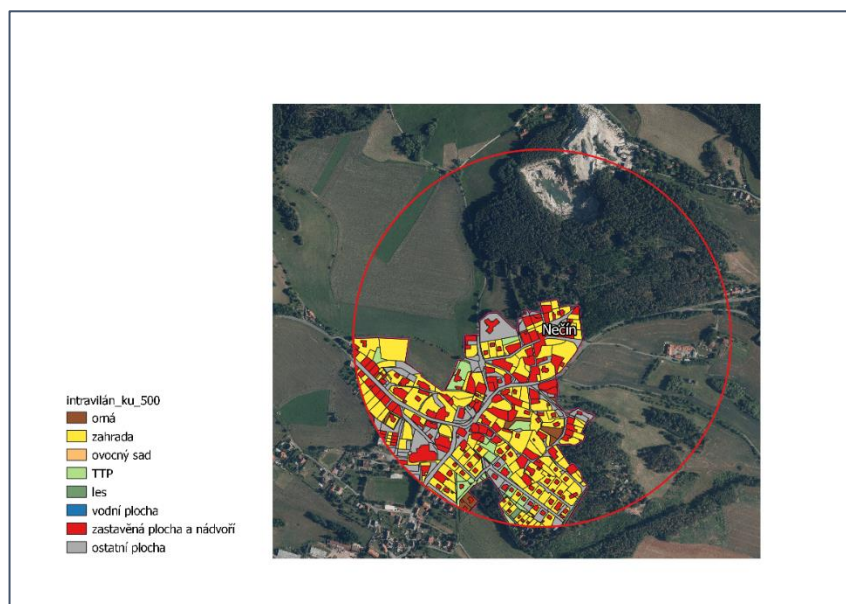 Nečín
intravilán_ku_500
orná
zahrada
ovocný sad
TTP
les
vodní plocha
zastavěná plocha a nádvoří
ostatní plocha